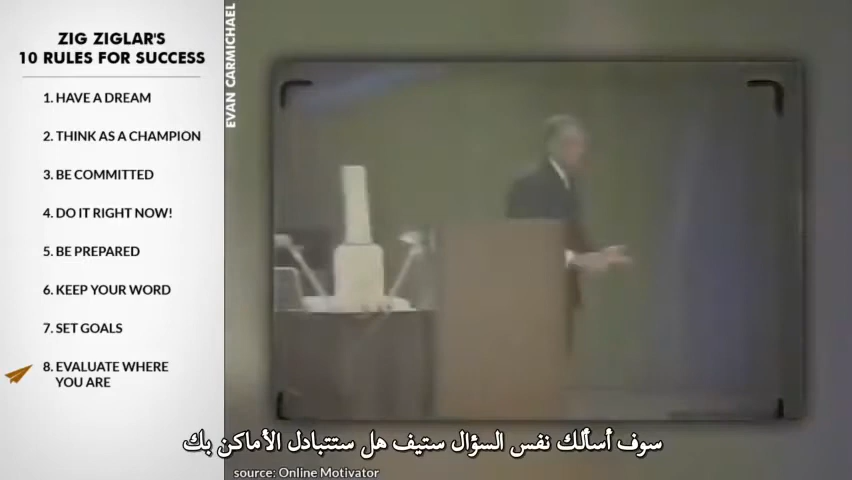 ZIG ZIGLAR'S
10 RULES FOR SUCCESS
1. HAVE A DREAM
2. THINK AS A CHAMPION
3. BE COMMITTED
4. DO IT RIGHT NOW!
5. BE PREPARED
6. KEEP YOUR WORD
7. SET GOALS
8. EVALUATE WHERE
YOU ARE
EVAN CARMICHAEL
سوف أسألك نفس السؤال ستيف هل ستتبادل الأماكن بك
source: Online Motivator